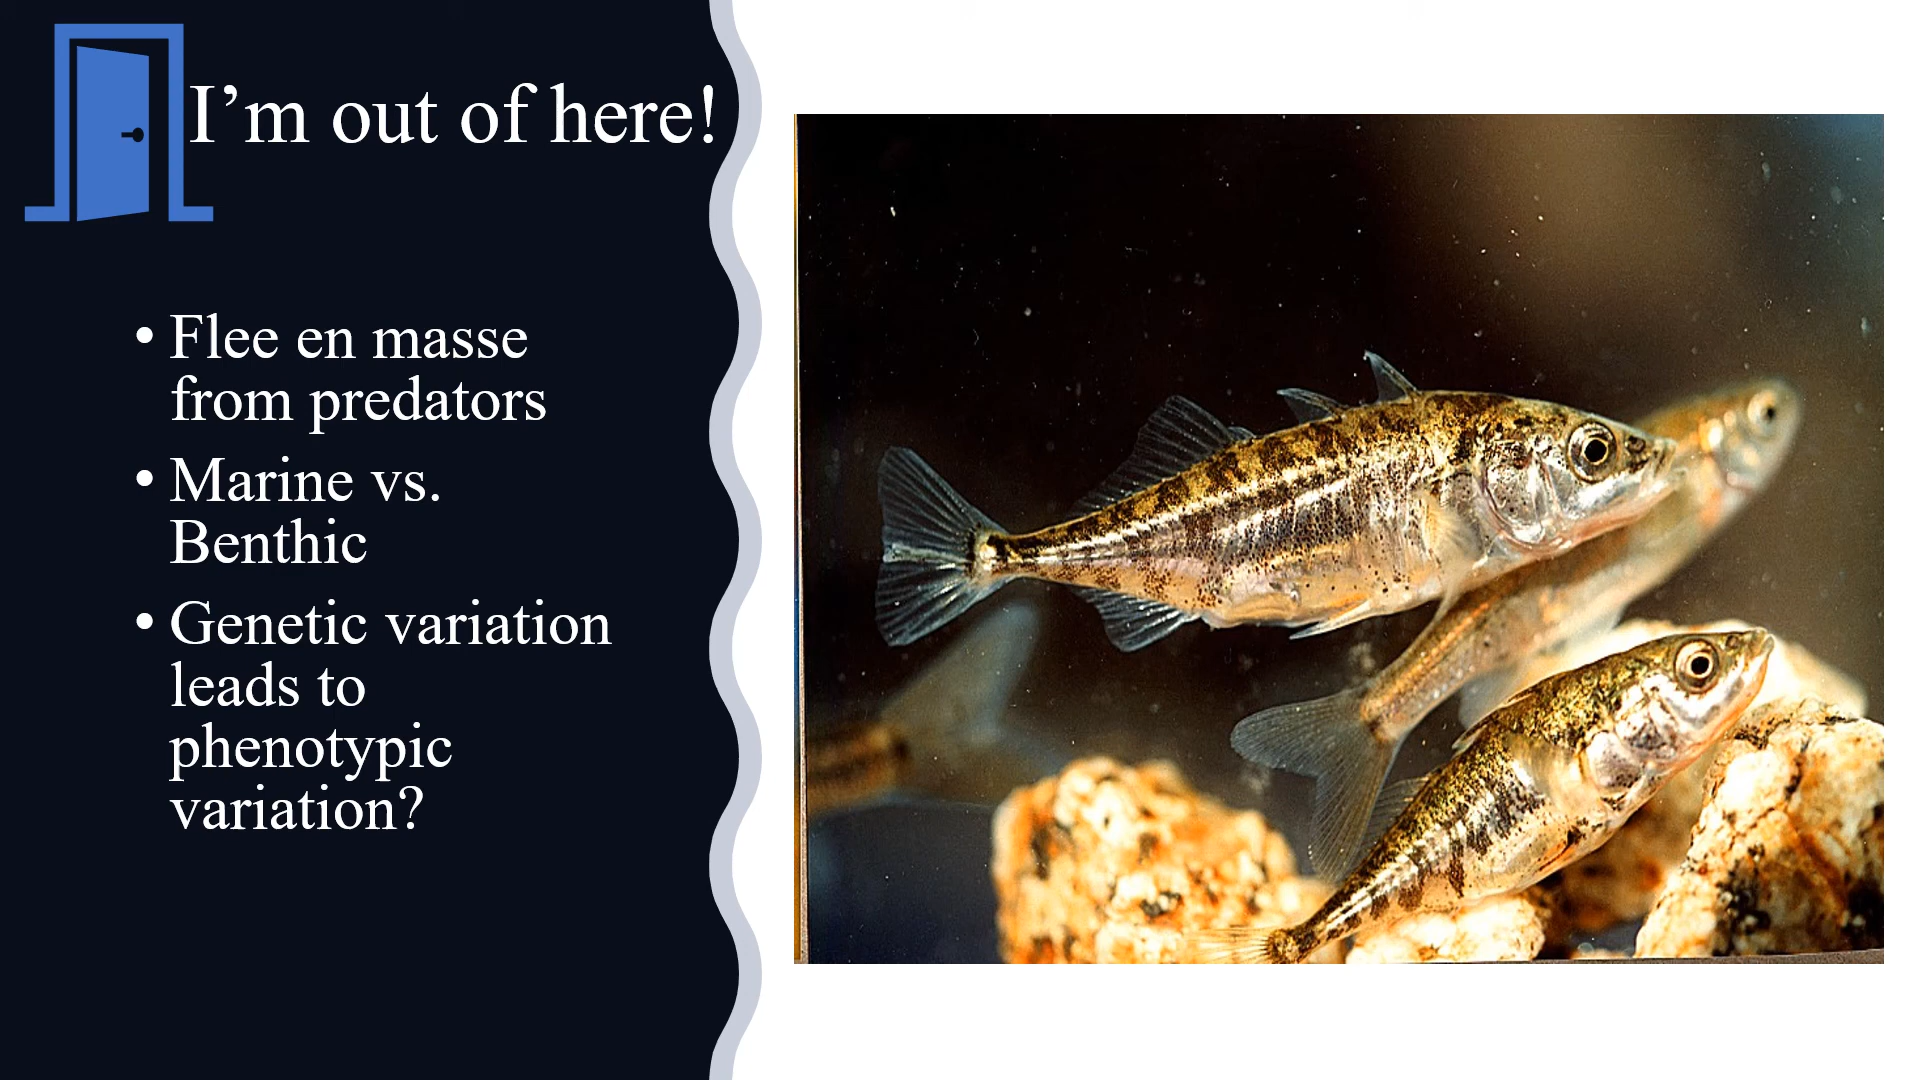 I’m out of here!
• Flee en masse
from predators
• Marine vs.
Benthic
• Genetic variation
leads to
phenotypic
variation?